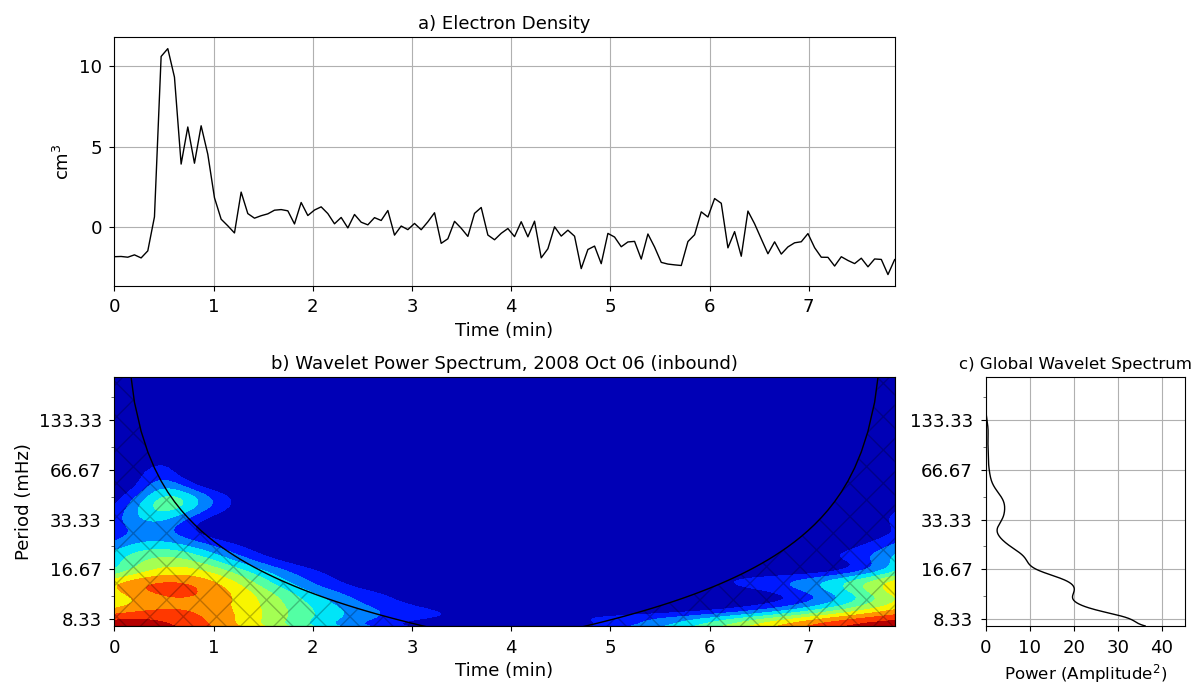 a) Electron Density
10
5
0
cm³
0 1 2 3 4 5 6 7
Time (min)
b) Wavelet Power Spectrum, 2008 Oct 06 (inbound)
133.33
66.67
33.33
16.67
8.33
Period (mHz)
0 1 2 3 4 5 6 7
Time (min)
c) Global Wavelet Spectrum
133.33
66.67
33.33
16.67
8.33
0 10 20 30 40
Power (Amplitude²)